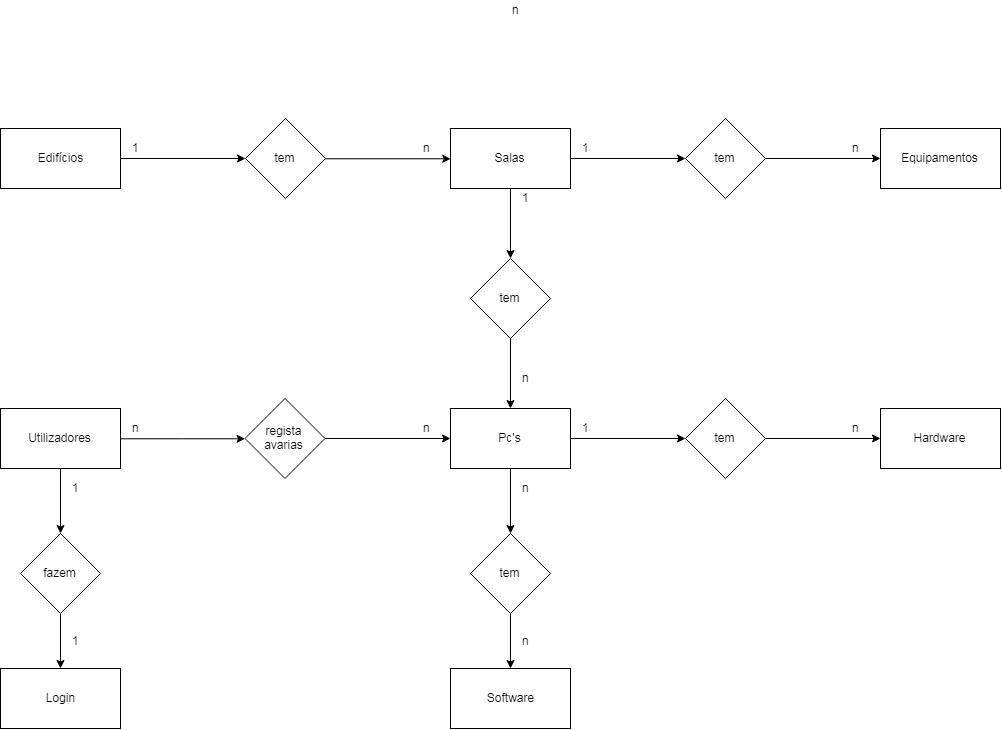 n
Edifícios
1
tem
n
Salas
1
tem
n
Equipamentos
1
tem
n
Utilizadores
n
regista
avarias
n
Pc's
1
tem
n
Hardware
1
n
fazem
tem
1
n
Login
Software